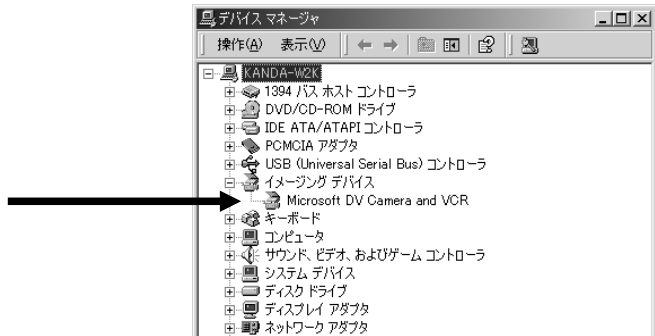 デバイス マネージャ
操作(A) 表示(V)
KANDA-W2K
1394 バス ホスト コントローラ
DVD/CD-ROM ドライブ
IDE ATA/ATAPI コントローラ
PCMCIA アダプタ
USB (Universal Serial Bus) コントローラ
イメージング デバイス
Microsoft DV Camera and VCR
キーボード
コンピュータ
サウンド、ビデオ、およびゲーム コントローラ
システム デバイス
ディスク ドライブ
ディスプレイ アダプタ
ネットワーク アダプタ